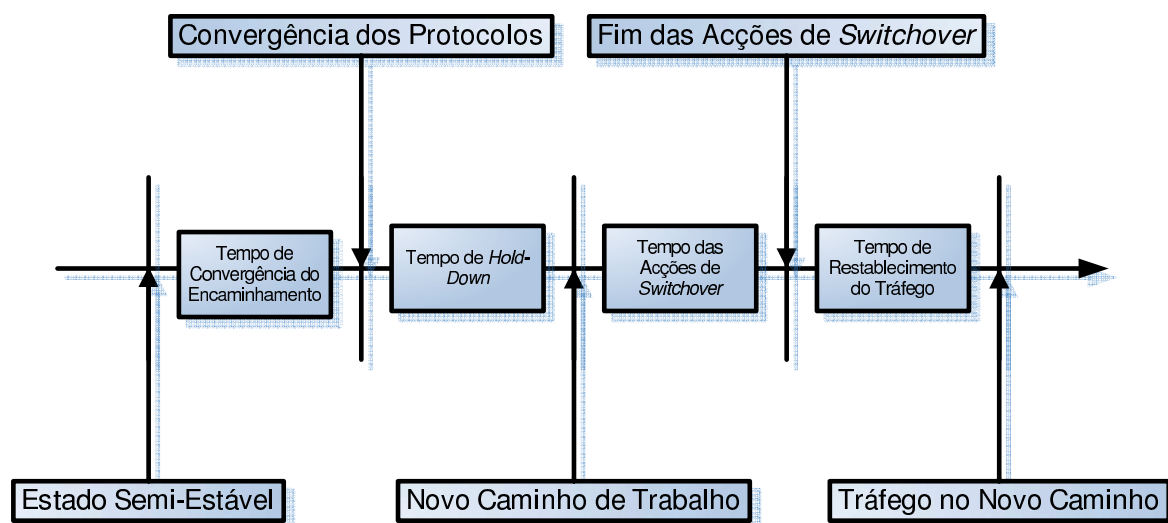 Convergência dos Protocolos
Fim das Acções de Switchover
Tempo de
Convergência do
Encaminhamento
Tempo de Hold-
Down
Tempo das
Acções de
Switchover
Tempo de
Restablecimento
do Tráfego
Estado Semi-Estável
Novo Caminho de Trabalho
Tráfego no Novo Caminho